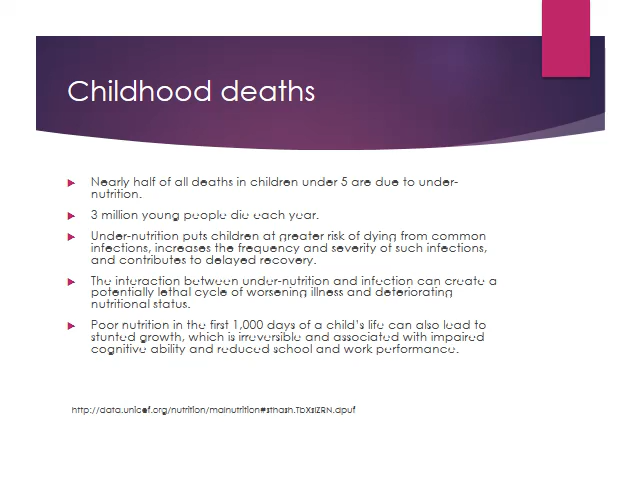 Childhood deaths
Nearly half of all deaths in children under 5 are due to under-
nutrition.
3 million young people die each year.
Under-nutrition puts children at greater risk of dying from common
infections, increases the frequency and severity of such infections,
and contributes to delayed recovery.
The interaction between under-nutrition and infection can create a
potentially lethal cycle of worsening illness and deteriorating
nutritional status.
Poor nutrition in the first 1,000 days of a child's life can also lead to
stunted growth, which is irreversible and associated with impaired
cognitive ability and reduced school and work performance.
http://data.unicef.org/nutrition/malnutrition#sthash.TbXsIZRN.dpuf